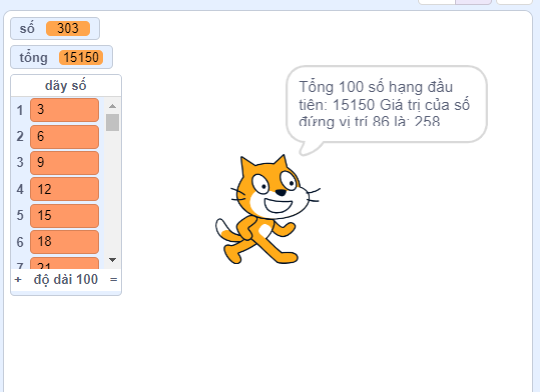 số 303
tổng 15150
dãy số
1 3
2 6
3 9
4 12
5 15
6 18
7 21
+ độ dài 100 =
Tổng 100 số hạng đầu
tiên: 15150 Giá trị của số
đứng vị trí 86 là: 258